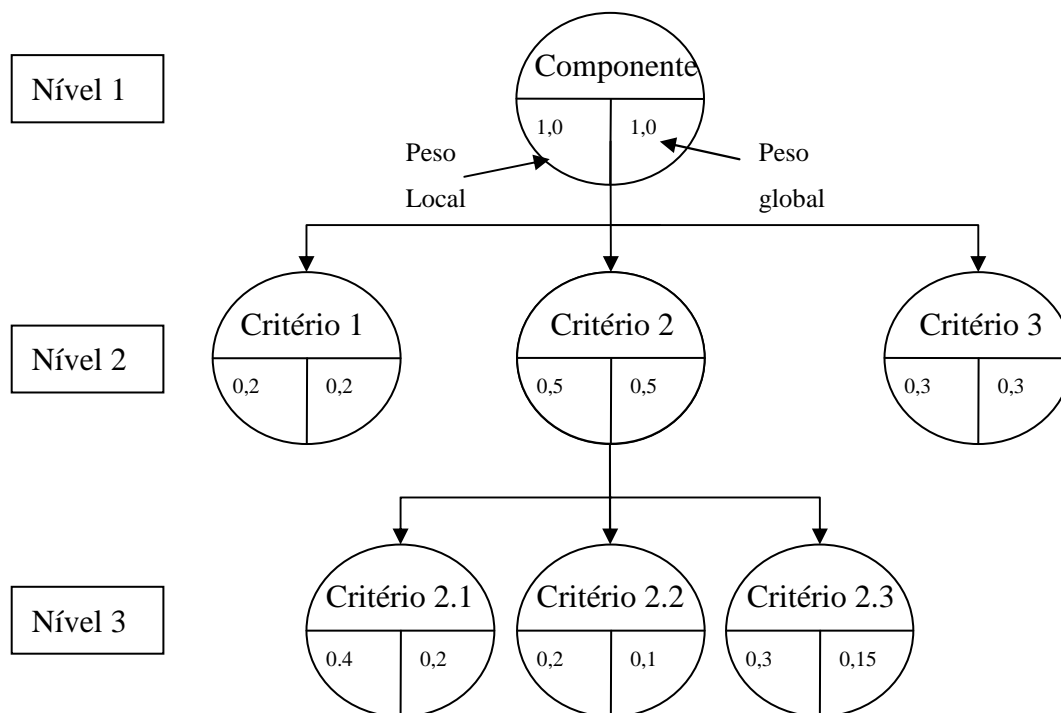 Componente
Nível 1
1,0 1,0
Peso
Local
Peso
global
Critério 1 Critério 2 Critério 3
Nível 2
0,2 0,2 0,5 0,5 0,3 0,3
Critério 2.1 Critério 2.2 Critério 2.3
Nível 3
0.4 0,2 0,2 0,1 0,3 0,15